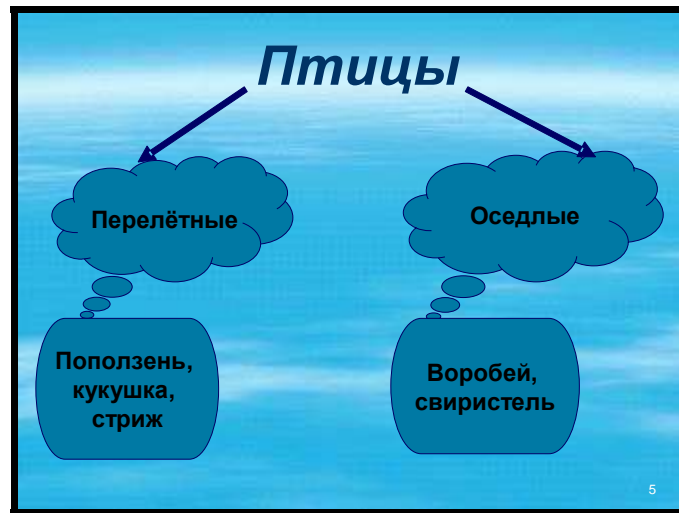 Птицы
Перелётные
Оседлые
Поползень,
кукушка,
стриж
Воробей,
свиристель
5